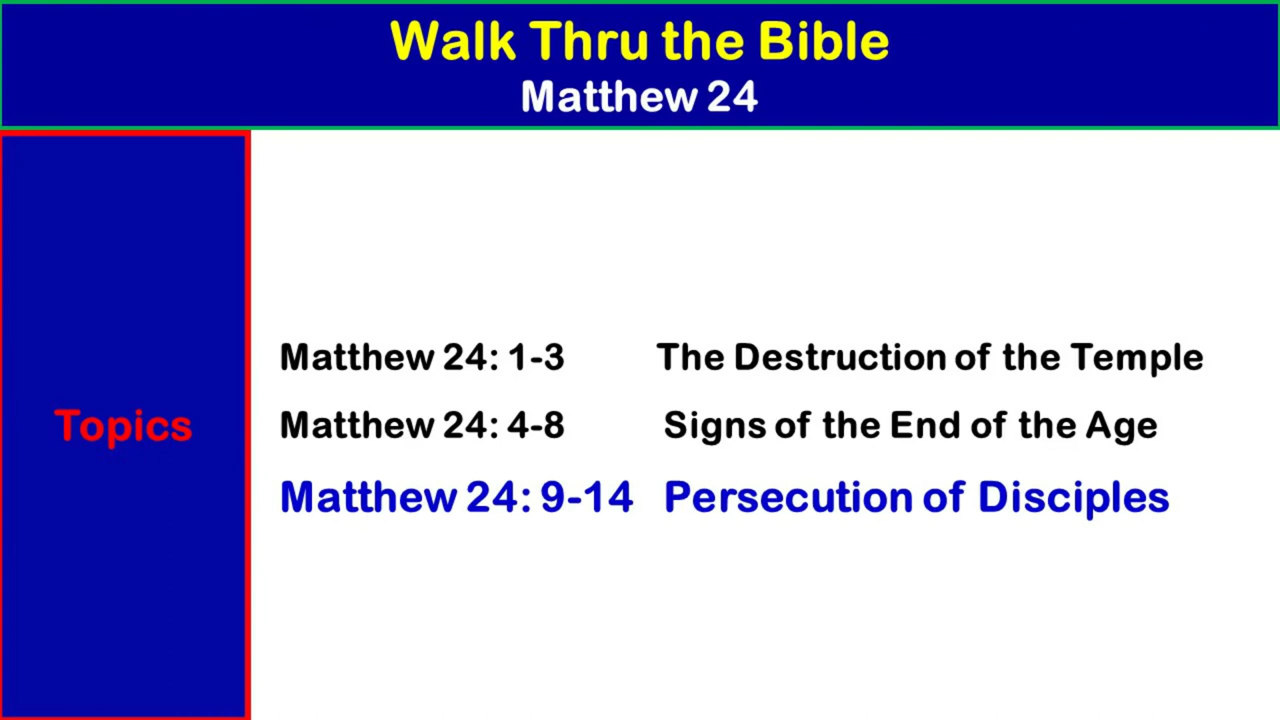 Walk Thru the Bible
Matthew 24
Topics
Matthew 24: 1-3 The Destruction of the Temple
Matthew 24: 4-8 Signs of the End of the Age
Matthew 24: 9-14 Persecution of Disciples